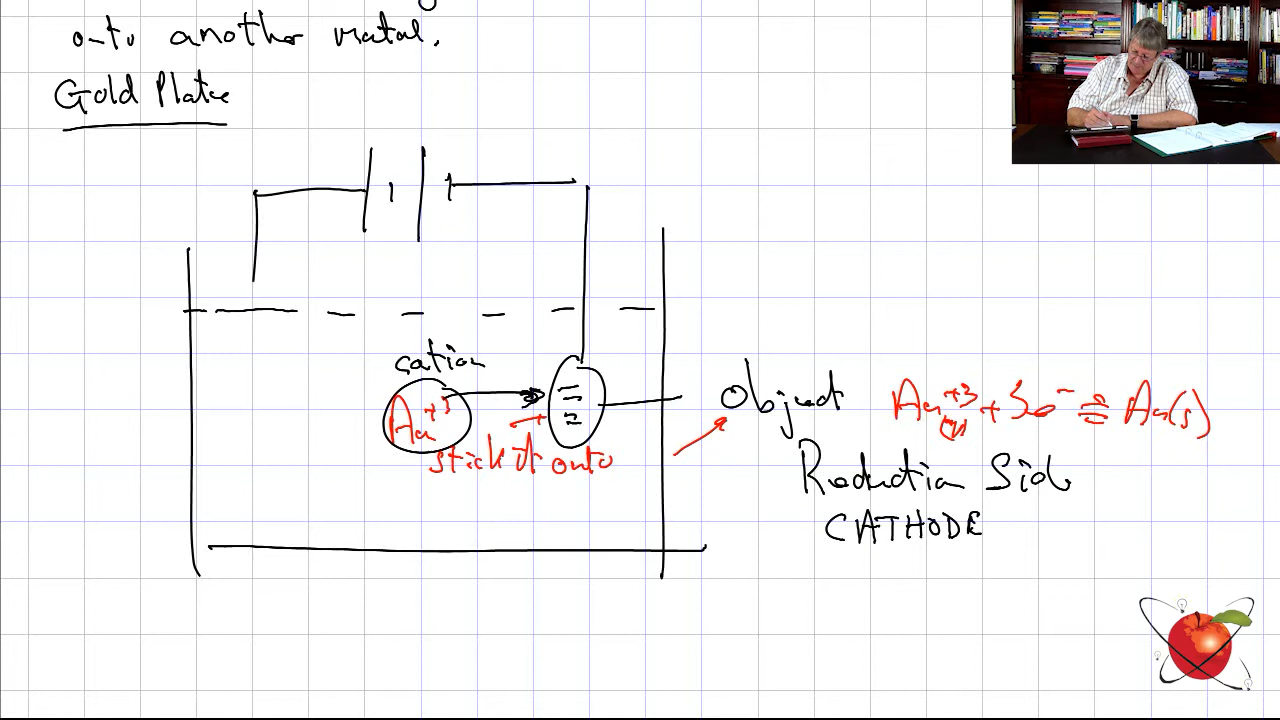 onto another metal.
Gold Plate
cation
Au+3
stick it onto
Object
Au+3 + 3e- ⇌ Au(s)
Reduction Side
CATHODE